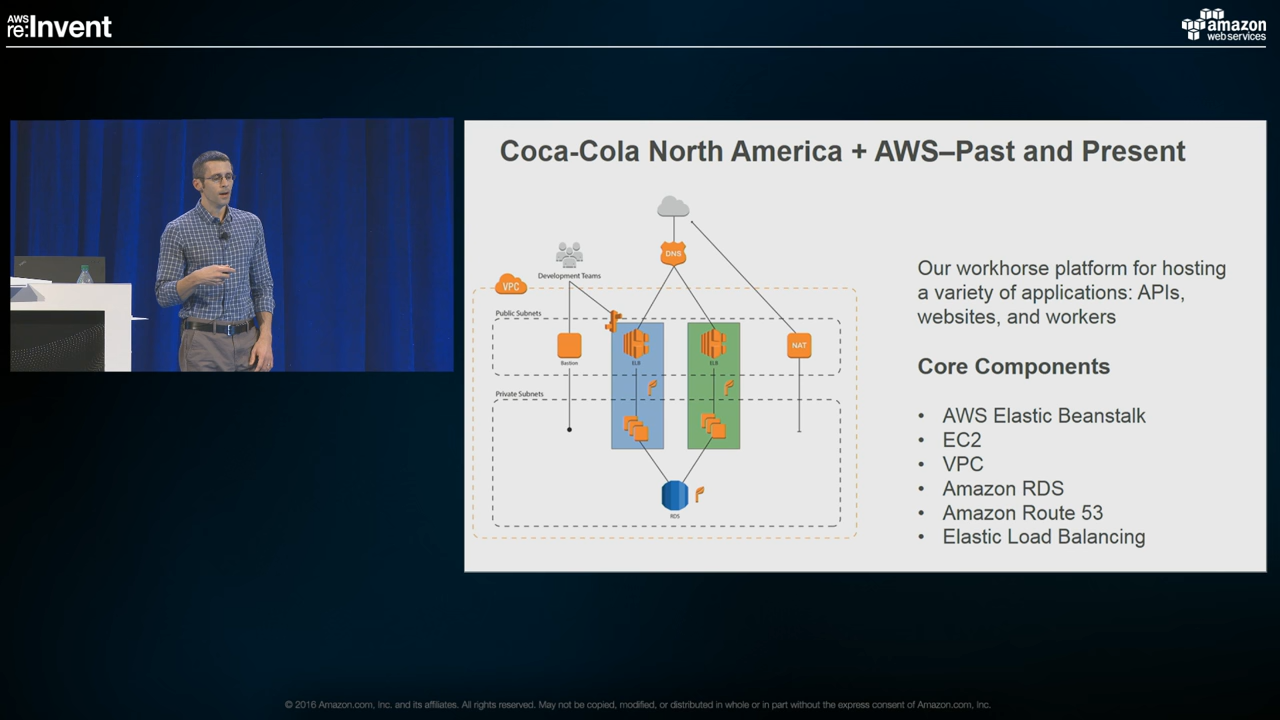 AWS
re:Invent
amazon
web services
Coca-Cola North America + AWS–Past and Present
DNS
Development Teams
VPC
Public Subnets
Bastion
ELB
ELB
NAT
Private Subnets
RDS
Our workhorse platform for hosting
a variety of applications: APIs,
websites, and workers
Core Components
• AWS Elastic Beanstalk
• EC2
• VPC
• Amazon RDS
• Amazon Route 53
• Elastic Load Balancing
© 2016 Amazon.com, Inc. and its affiliates. All rights reserved. May not be copied, modified, or distributed in whole or in part without the express consent of Amazon.com, Inc.